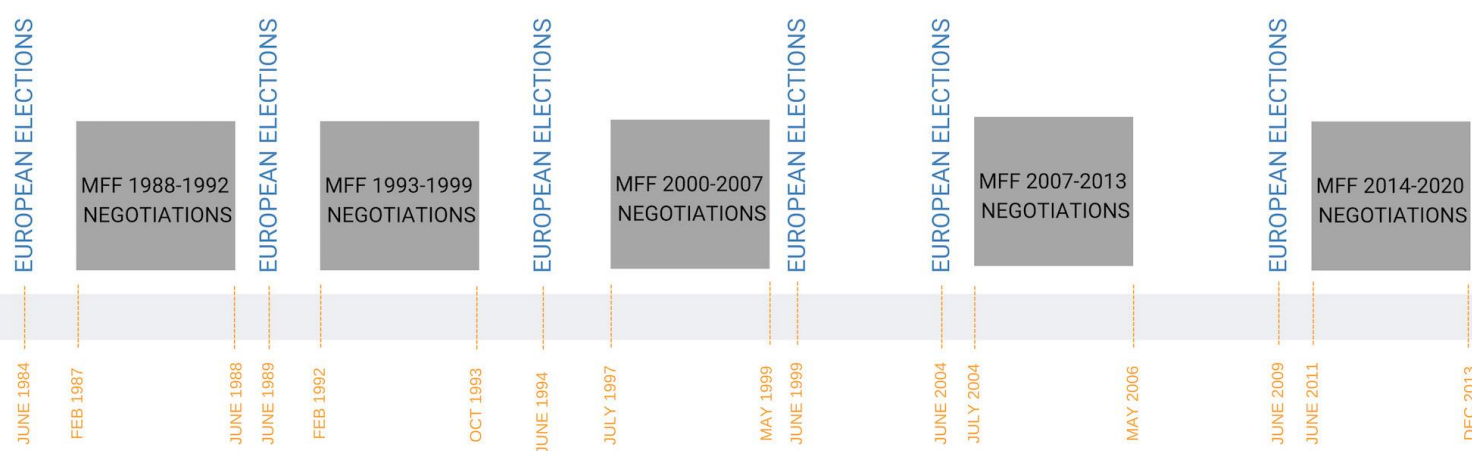 EUROPEAN ELECTIONS
MFF 1988-1992
NEGOTIATIONS
EUROPEAN ELECTIONS
MFF 1993-1999
NEGOTIATIONS
EUROPEAN ELECTIONS
MFF 2000-2007
NEGOTIATIONS
EUROPEAN ELECTIONS
EUROPEAN ELECTIONS
MFF 2007-2013
NEGOTIATIONS
EUROPEAN ELECTIONS
MFF 2014-2020
NEGOTIATIONS
JUNE 1984
FEB 1987
JUNE 1988
JUNE 1989
FEB 1992
OCT 1993
JUNE 1994
JULY 1997
MAY 1999
JUNE 1999
JUNE 2004
JULY 2004
MAY 2006
JUNE 2009
JUNE 2011
DEC 2013